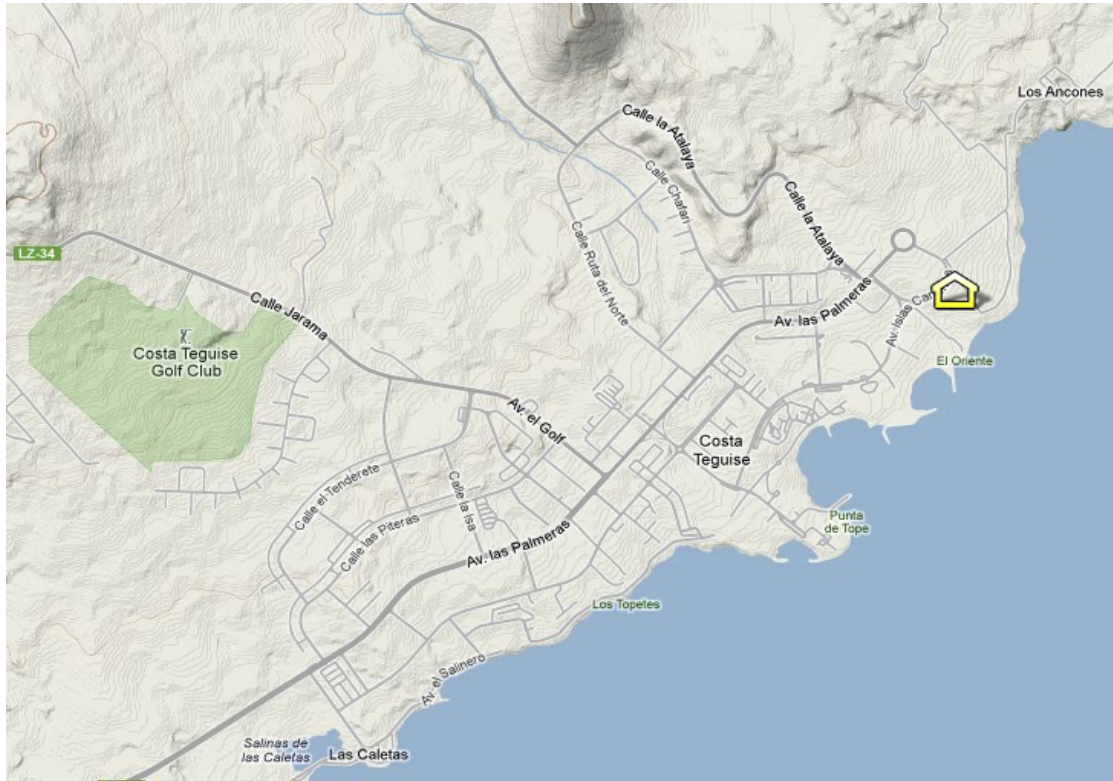 Los Ancones
Calle la Atalaya
Calle Chafari
Calle la Atalaya
Calle Ruta del Norte
LZ-34
Calle Jarama
Av. las Palmeras
Av. Islas
Costa Teguise
Golf Club
El Oriente
Av. el Golf
Costa
Teguise
Calle el Tenderete
Calle la Isa
Calle las Piteras
Punta
de Tope
Av. las Palmeras
Los Topetes
Av. el Salinero
Salinas de
las Caletas
Las Caletas